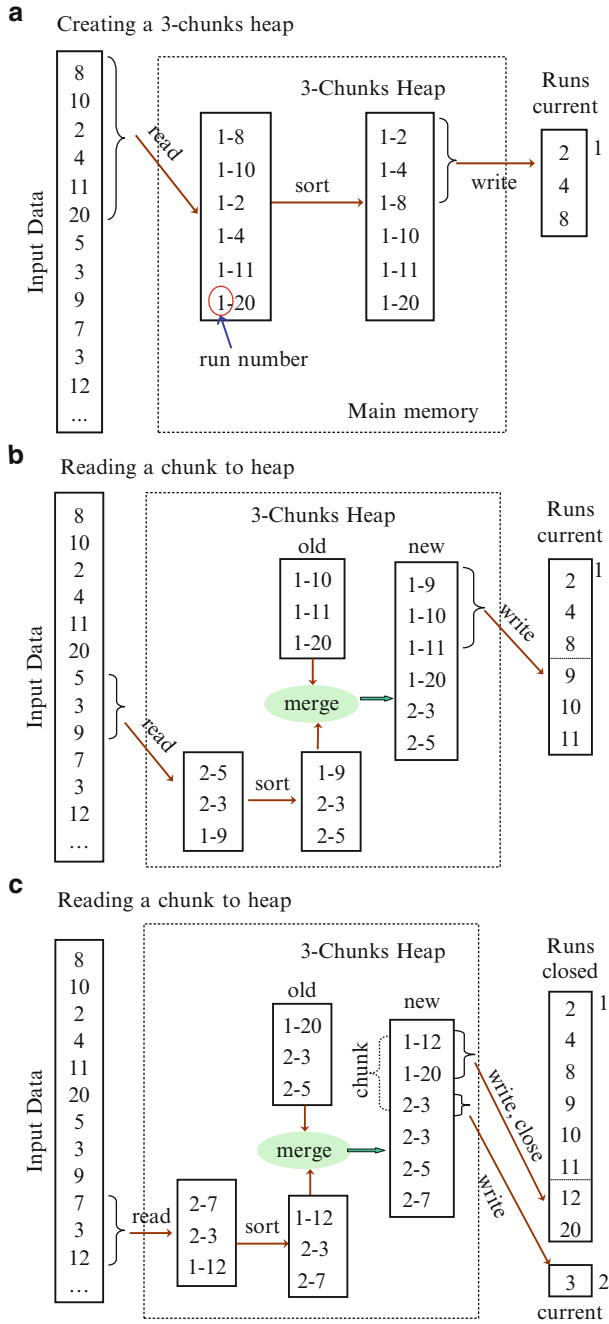 a
Creating a 3-chunks heap
Input Data
8
10
2
4
11
20
5
3
9
7
3
12
...
read
3-Chunks Heap
1-8
1-10
1-2
1-4
1-11
1-20
run number
sort
1-2
1-4
1-8
1-10
1-11
1-20
write
Main memory
Runs
current
1
2
4
8
b
Reading a chunk to heap
Input Data
8
10
2
4
11
20
5
3
9
7
3
12
...
read
3-Chunks Heap
old
1-10
1-11
1-20
merge
2-5
2-3
1-9
sort
1-9
2-3
2-5
new
1-9
1-10
1-11
1-20
2-3
2-5
write
Runs
current
1
2
4
8
9
10
11
c
Reading a chunk to heap
Input Data
8
10
2
4
11
20
5
3
9
7
3
12
...
read
3-Chunks Heap
old
1-20
2-3
2-5
merge
2-7
2-3
1-12
sort
1-12
2-3
2-7
new
chunk
1-12
1-20
2-3
2-3
2-5
2-7
write, close
write
Runs
closed
1
2
4
8
9
10
11
12
20
3
2
current